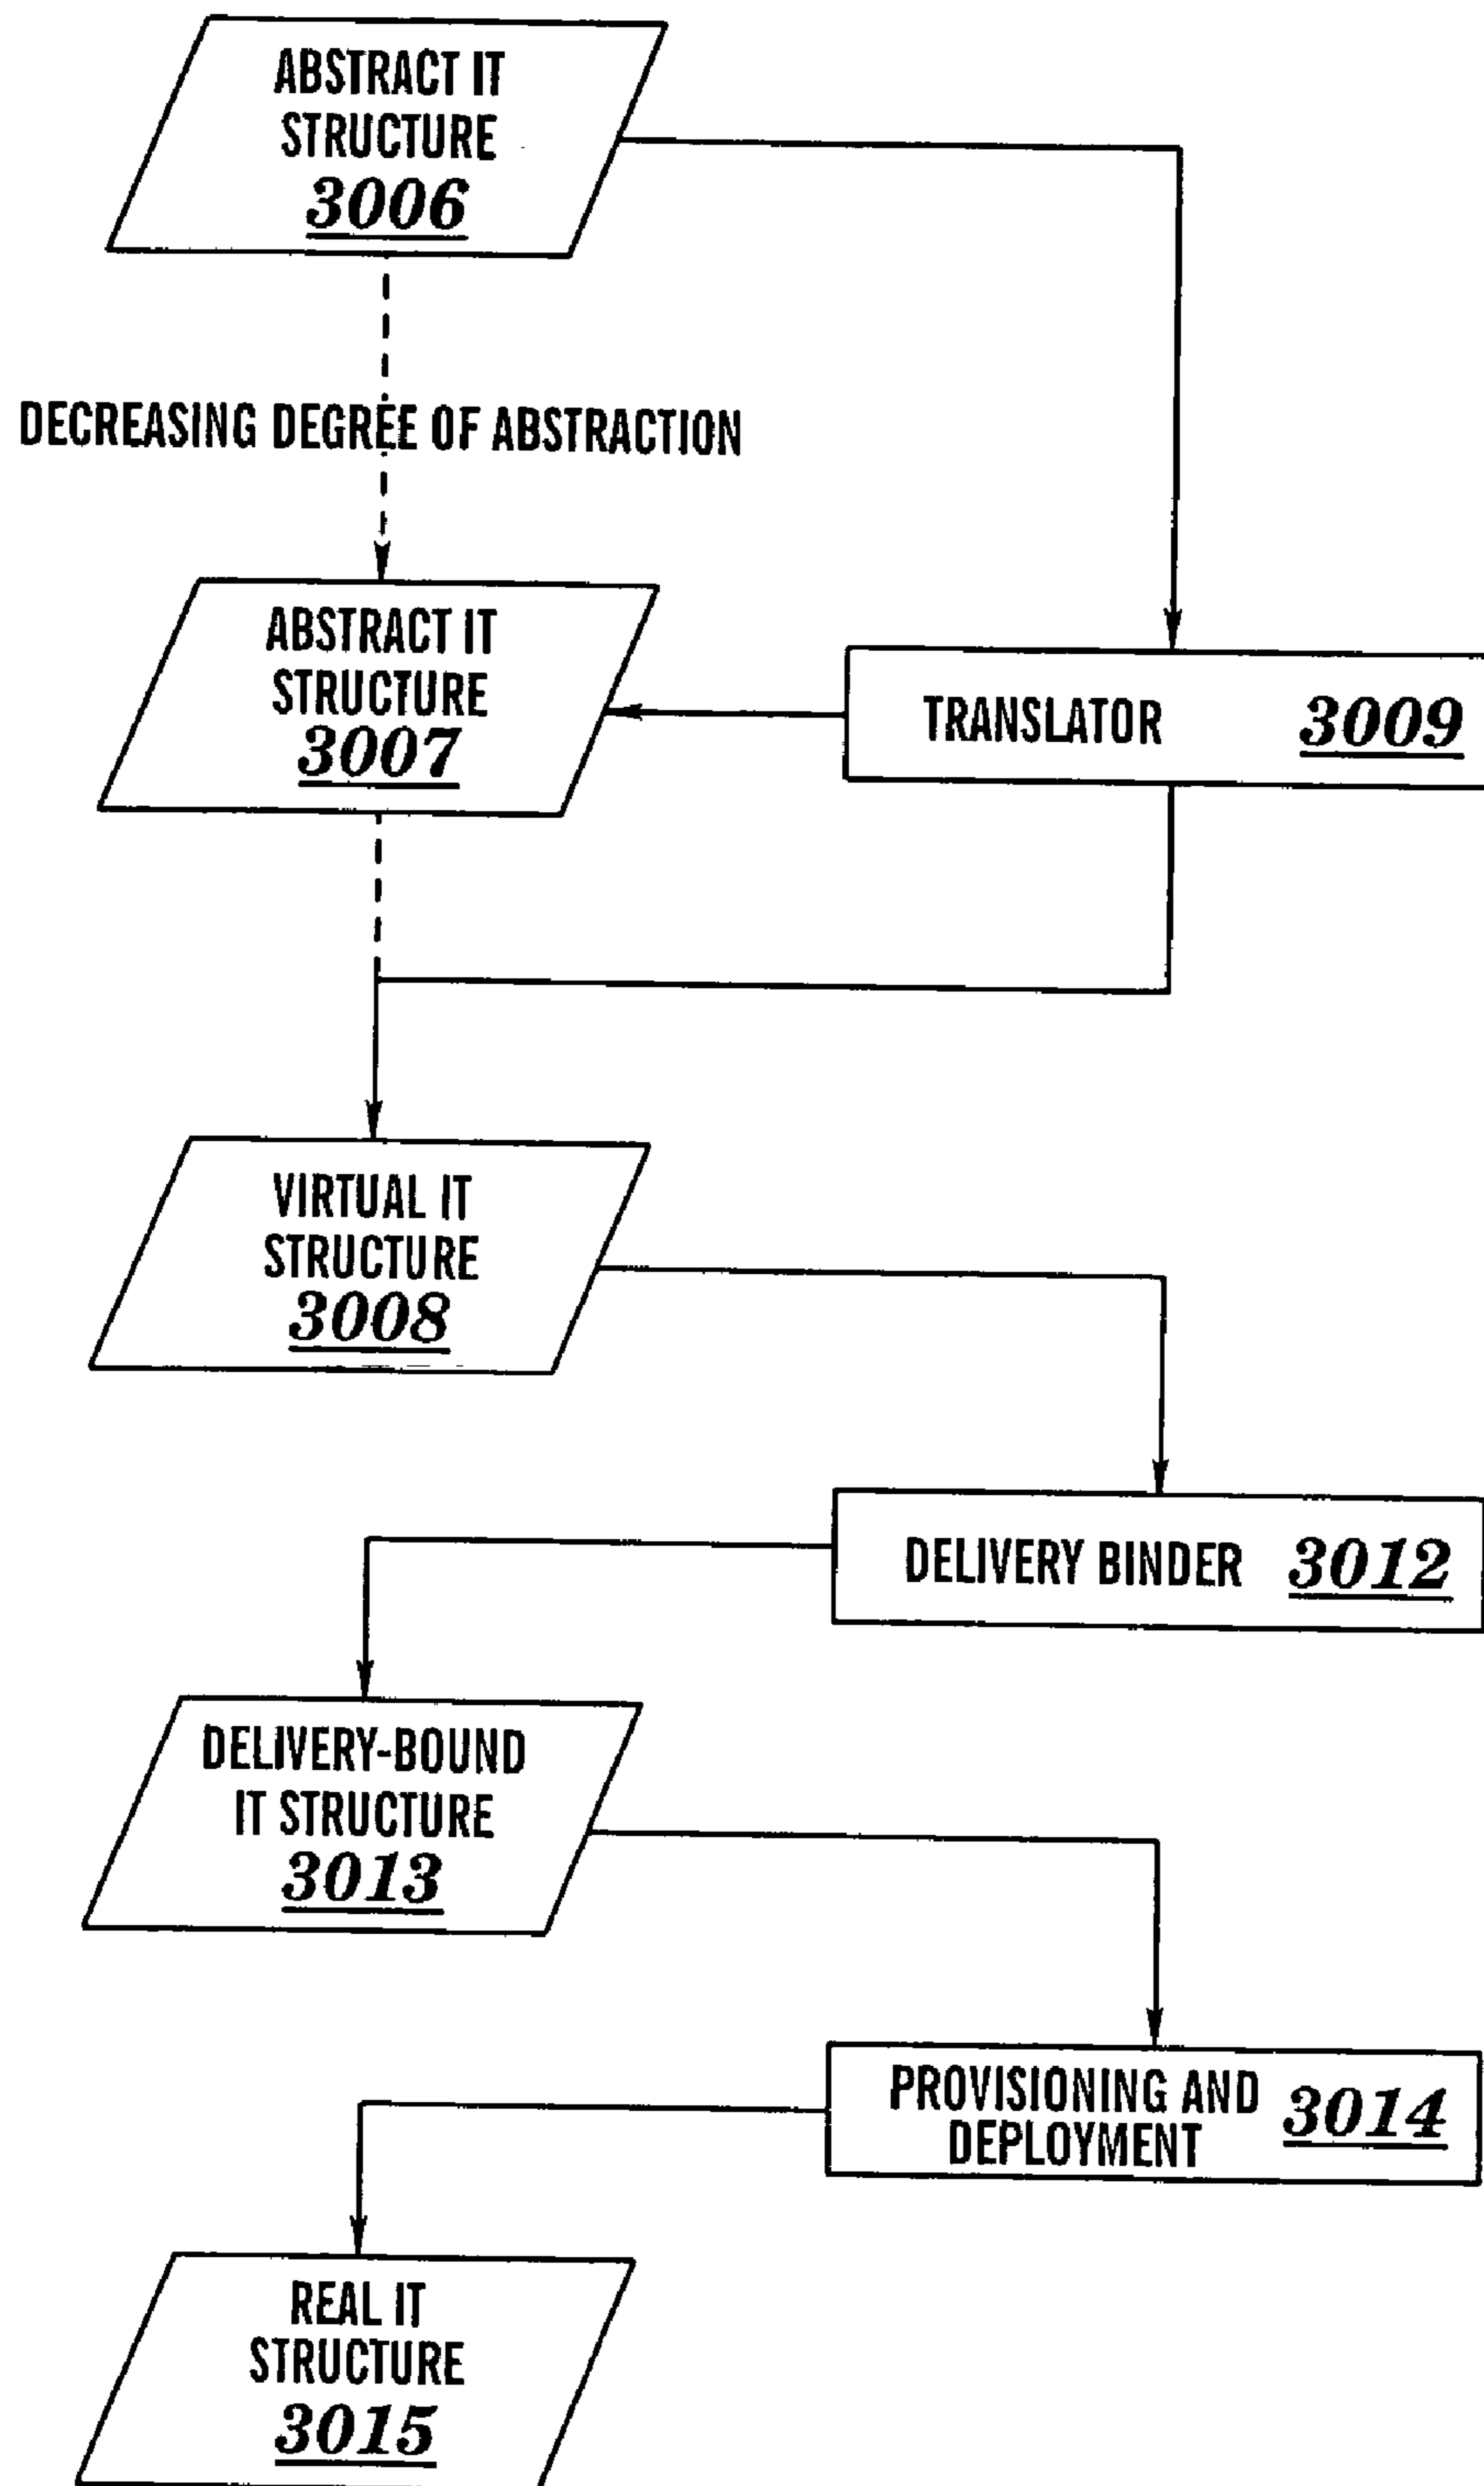 ABSTRACT IT
STRUCTURE
3006
DECREASING DEGREE OF ABSTRACTION
ABSTRACT IT
STRUCTURE
3007
TRANSLATOR 3009
VIRTUAL IT
STRUCTURE
3008
DELIVERY BINDER 3012
DELIVERY-BOUND
IT STRUCTURE
3013
PROVISIONING AND
DEPLOYMENT
3014
REAL IT
STRUCTURE
3015